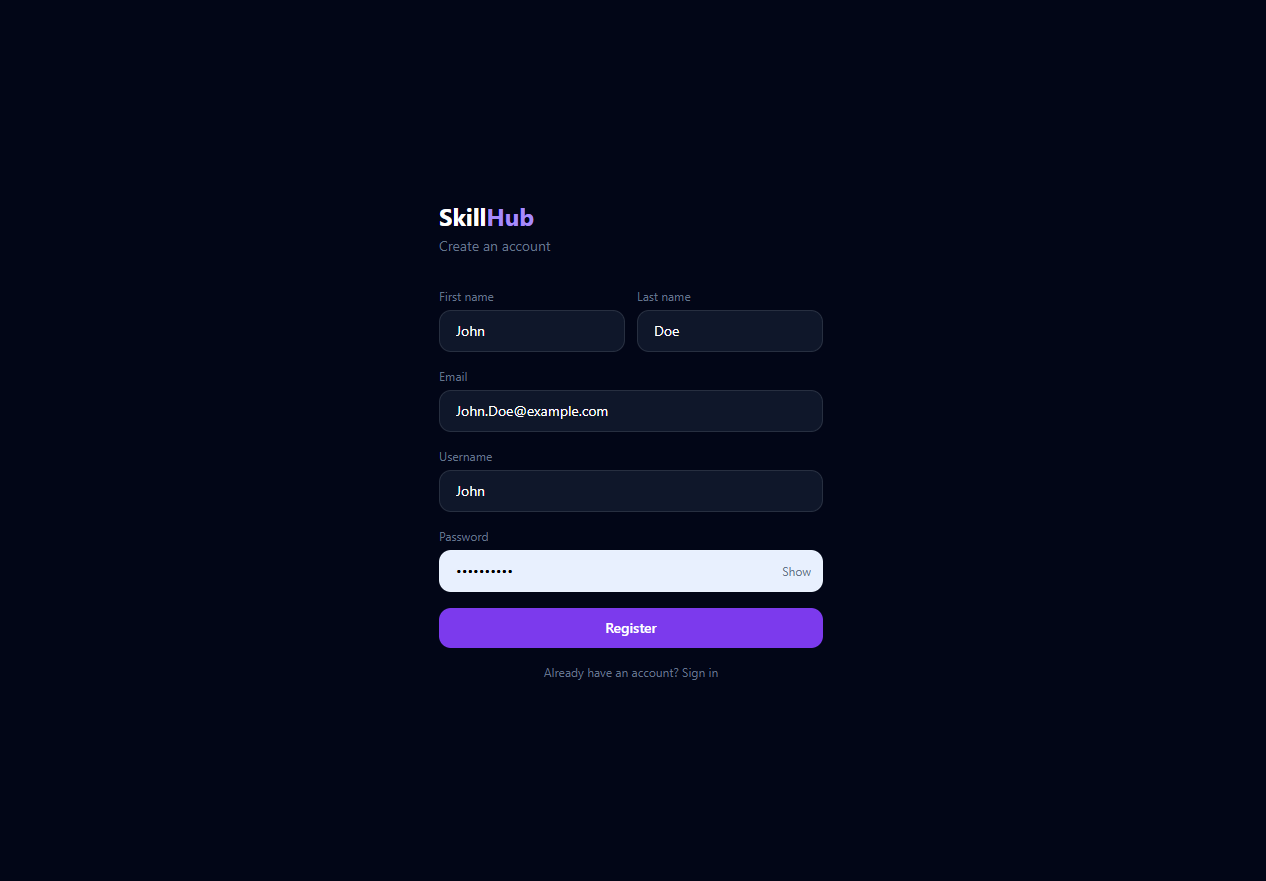 SkillHub
Create an account
First name Last name
John Doe
Email
John.Doe@example.com
Username
John
Password
•••••••••• Show
Register
Already have an account? Sign in